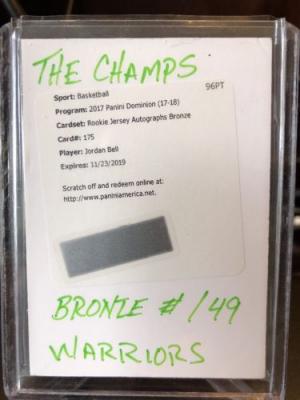 THE CHAMPS
96PT
Sport: Basketball
Program: 2017 Panini Dominion (17-18)
Cardset: Rookie Jersey Autographs Bronze
Card#: 175
Player: Jordan Bell
Expires: 11/23/2019
Scratch off and redeem online at:
http://www.paniniamerica.net.
BRONZE # / 49
WARRIORS